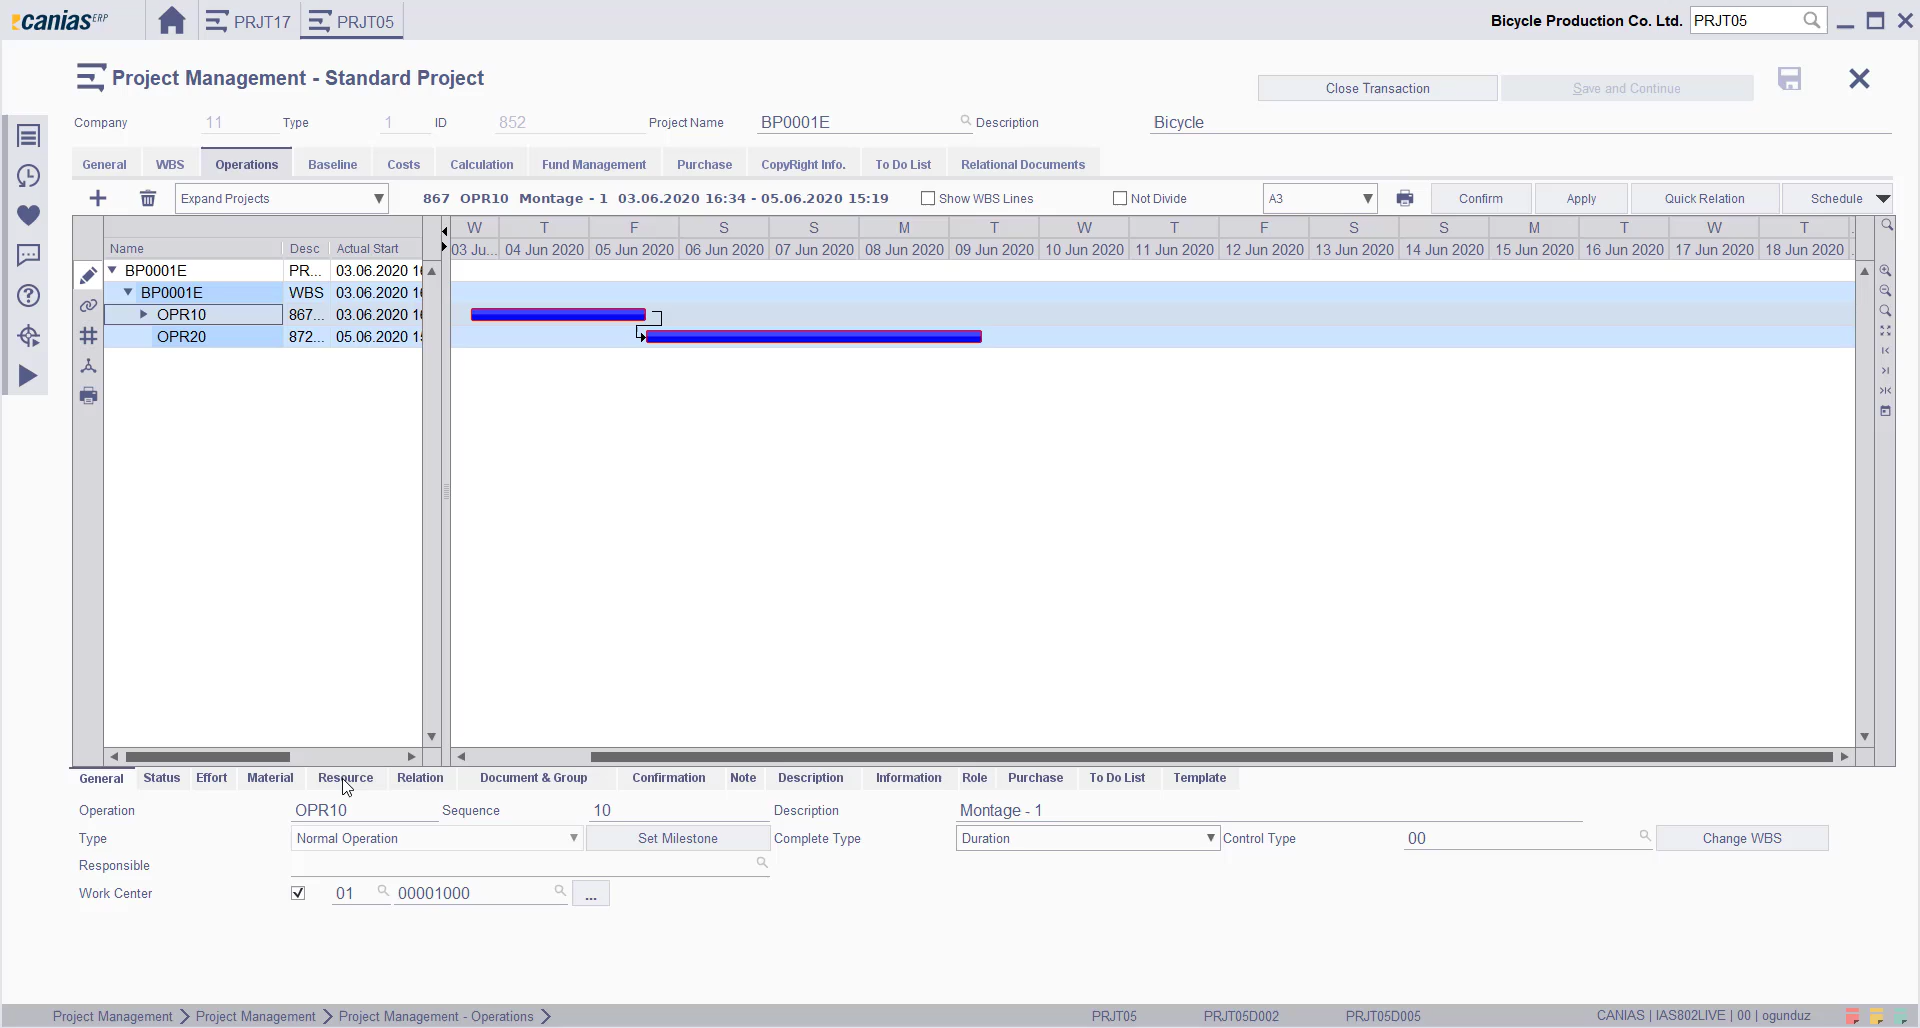 canias ERP
PRJT17
PRJT05
Bicycle Production Co. Ltd.
PRJT05
Project Management - Standard Project
Close Transaction
Save and Continue
Company 11 Type 1 ID 852 Project Name BP0001E Description Bicycle
General WBS Operations Baseline Costs Calculation Fund Management Purchase CopyRight Info. To Do List Relational Documents
Expand Projects 867 OPR10 Montage - 1 03.06.2020 16:34 - 05.06.2020 15:19 Show WBS Lines Not Divide A3 Confirm Apply Quick Relation Schedule
W T F S S M T W T F S S M T W T
Name Desc Actual Start 03 Ju... 04 Jun 2020 05 Jun 2020 06 Jun 2020 07 Jun 2020 08 Jun 2020 09 Jun 2020 10 Jun 2020 11 Jun 2020 12 Jun 2020 13 Jun 2020 14 Jun 2020 15 Jun 2020 16 Jun 2020 17 Jun 2020 18 Jun 2020
BP0001E PR... 03.06.2020 16
BP0001E WBS 03.06.2020 16
OPR10 867... 03.06.2020 16
OPR20 872... 05.06.2020 15
General Status Effort Material Resource Relation Document & Group Confirmation Note Description Information Role Purchase To Do List Template
Operation OPR10 Sequence 10 Description Montage - 1
Type Normal Operation Set Milestone Complete Type Duration Control Type 00 Change WBS
Responsible
Work Center 01 00001000 ...
Project Management Project Management Project Management - Operations PRJT05 PRJT05D002 PRJT05D005 CANIAS | IAS802LIVE | 00 | ogunduz